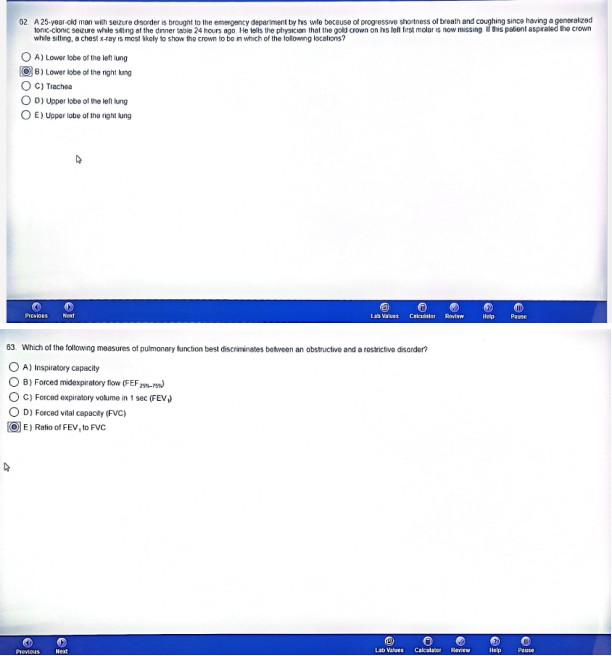 62. A 25-year-old man with seizure disorder is brought to the emergency department by his wife because of progressive shortness of breath and coughing since having a generalized
tonic-clonic seizure while sitting at the dinner table 24 hours ago. He tells the physician that the gold crown on his left first molar is now missing. If this patient aspirated the crown
while sitting, a chest x-ray is most likely to show the crown to be in which of the following locations?
A) Lower lobe of the left lung
B) Lower lobe of the right lung
C) Trachea
D) Upper lobe of the left lung
E) Upper lobe of the right lung
Previous Next Lab Values Calculator Review Help Pause
63. Which of the following measures of pulmonary function best discriminates between an obstructive and a restrictive disorder?
A) Inspiratory capacity
B) Forced midexpiratory flow (FEF 25%-75%)
C) Forced expiratory volume in 1 sec (FEV1)
D) Forced vital capacity (FVC)
E) Ratio of FEV1 to FVC
Previous Next Lab Values Calculator Review Help Pause